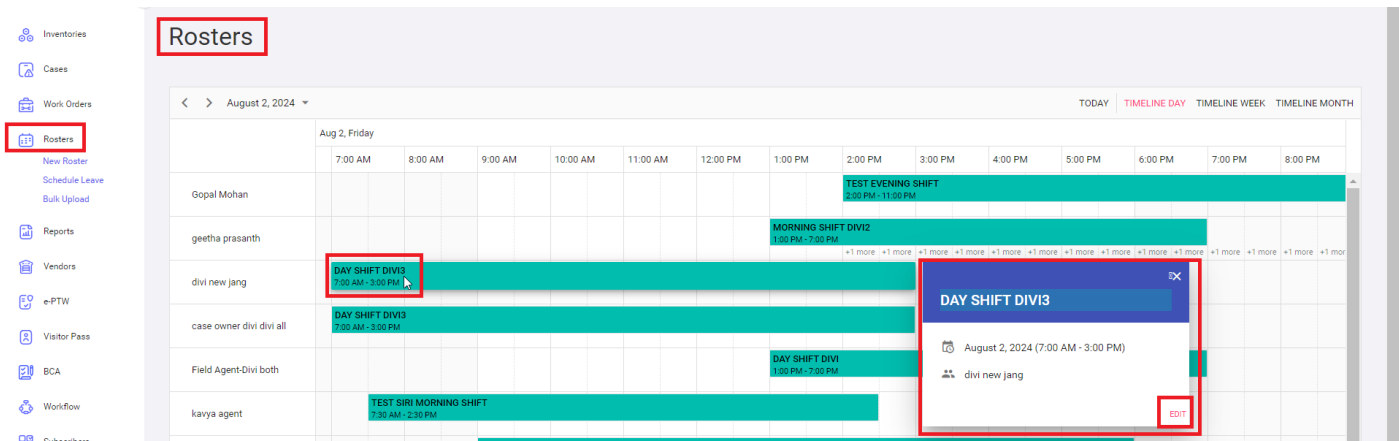 Inventories
Cases
Work Orders
Rosters
New Roster
Schedule Leave
Bulk Upload
Reports
Vendors
e-PTW
Visitor Pass
BCA
Workflow
Subscribers
Rosters
August 2, 2024
TODAY TIMELINE DAY TIMELINE WEEK TIMELINE MONTH
Aug 2, Friday
7:00 AM 8:00 AM 9:00 AM 10:00 AM 11:00 AM 12:00 PM 1:00 PM 2:00 PM 3:00 PM 4:00 PM 5:00 PM 6:00 PM 7:00 PM 8:00 PM
Gopal Mohan
TEST EVENING SHIFT
2:00 PM - 11:00 PM
geetha prasanth
MORNING SHIFT DIVI2
1:00 PM - 7:00 PM
+1 more +1 more +1 more +1 more +1 more +1 more +1 more +1 more +1 more +1 more +1 more +1 more +1 more +1 mor
divi new jang
DAY SHIFT DIVI3
7:00 AM - 3:00 PM
case owner divi divi all
DAY SHIFT DIVI3
7:00 AM - 3:00 PM
Field Agent-Divi both
DAY SHIFT DIVI
1:00 PM - 7:00 PM
kavya agent
TEST SIRI MORNING SHIFT
7:30 AM - 2:30 PM
DAY SHIFT DIVI3
August 2, 2024 (7:00 AM - 3:00 PM)
divi new jang
EDIT